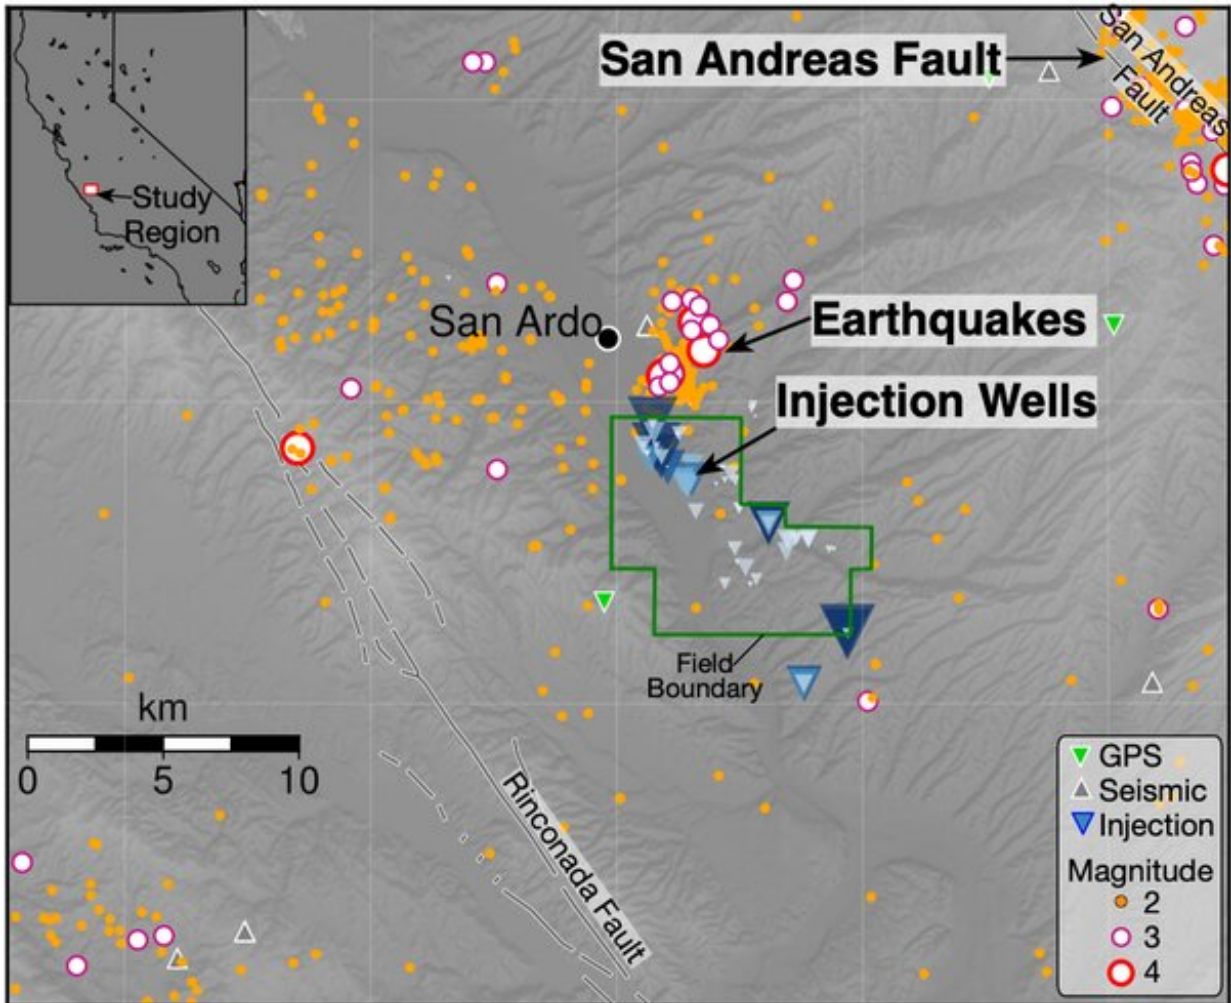 San Andreas Fault
San Andreas
Fault
Study
Region
San Ardo
Earthquakes
Injection Wells
Field
Boundary
km
0 5 10
Rinconada Fault
GPS
Seismic
Injection
Magnitude
2
3
4